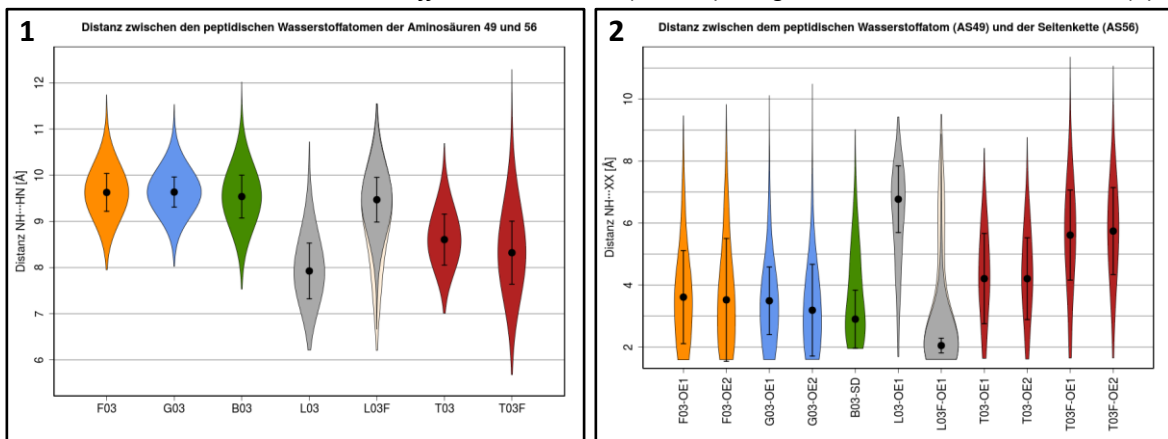 1
Distanz zwischen den peptidischen Wasserstoffatomen der Aminosäuren 49 und 56
Distanz NH···HN [Å]
12
11
10
9
8
7
6
F03
G03
B03
L03
L03F
T03
T03F
2
Distanz zwischen dem peptidischen Wasserstoffatom (AS49) und der Seitenkette (AS56)
Distanz NH···XX [Å]
10
8
6
4
2
F03-OE1
F03-OE2
G03-OE1
G03-OE2
B03-SD
L03-OE1
L03F-OE1
T03-OE1
T03-OE2
T03F-OE1
T03F-OE2